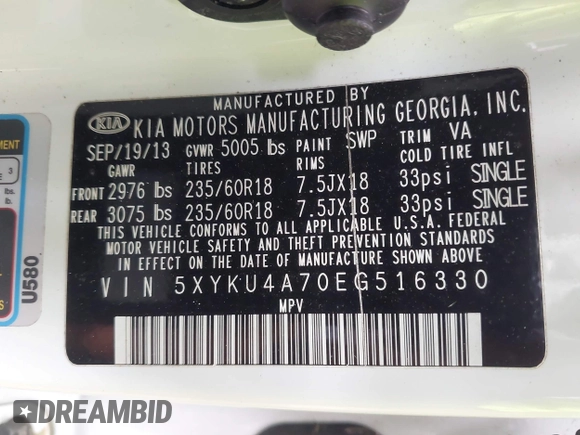 MANUFACTURED BY
KIA KIA MOTORS MANUFACTURING GEORGIA, INC.
SEP/19/13 GVWR 5005 lbs PAINT SWP TRIM VA
GAWR TIRES RIMS COLD TIRE INFL
FRONT 2976 lbs 235/60R18 7.5JX18 33psi SINGLE
REAR 3075 lbs 235/60R18 7.5JX18 33psi SINGLE
THIS VEHICLE CONFORMS TO ALL APPLICABLE U.S.A. FEDERAL
MOTOR VEHICLE SAFETY AND THEFT PREVENTION STANDARDS
IN EFFECT ON THE DATE OF MANUFACTURE SHOWN ABOVE.
VIN 5XYKU4A70EG516330
MPV
U580
DREAMBID